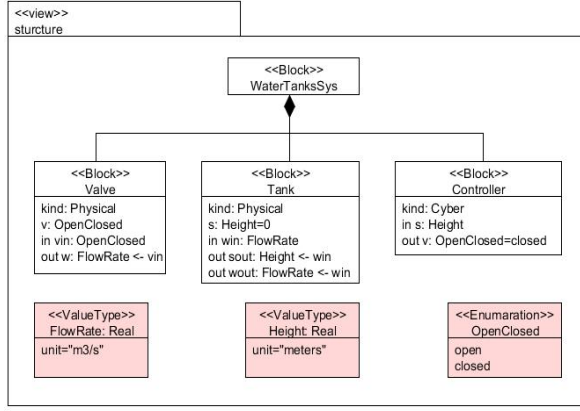 <<view>>
sturcture
<<Block>>
WaterTanksSys
<<Block>>
Valve
kind: Physical
v: OpenClosed
in vin: OpenClosed
out w: FlowRate <- vin
<<Block>>
Tank
kind: Physical
s: Height=0
in win: FlowRate
out sout: Height <- win
out wout: FlowRate <- win
<<Block>>
Controller
kind: Cyber
in s: Height
out v: OpenClosed=closed
<<ValueType>>
FlowRate: Real
unit="m3/s"
<<ValueType>>
Height: Real
unit="meters"
<<Enumaration>>
OpenClosed
open
closed